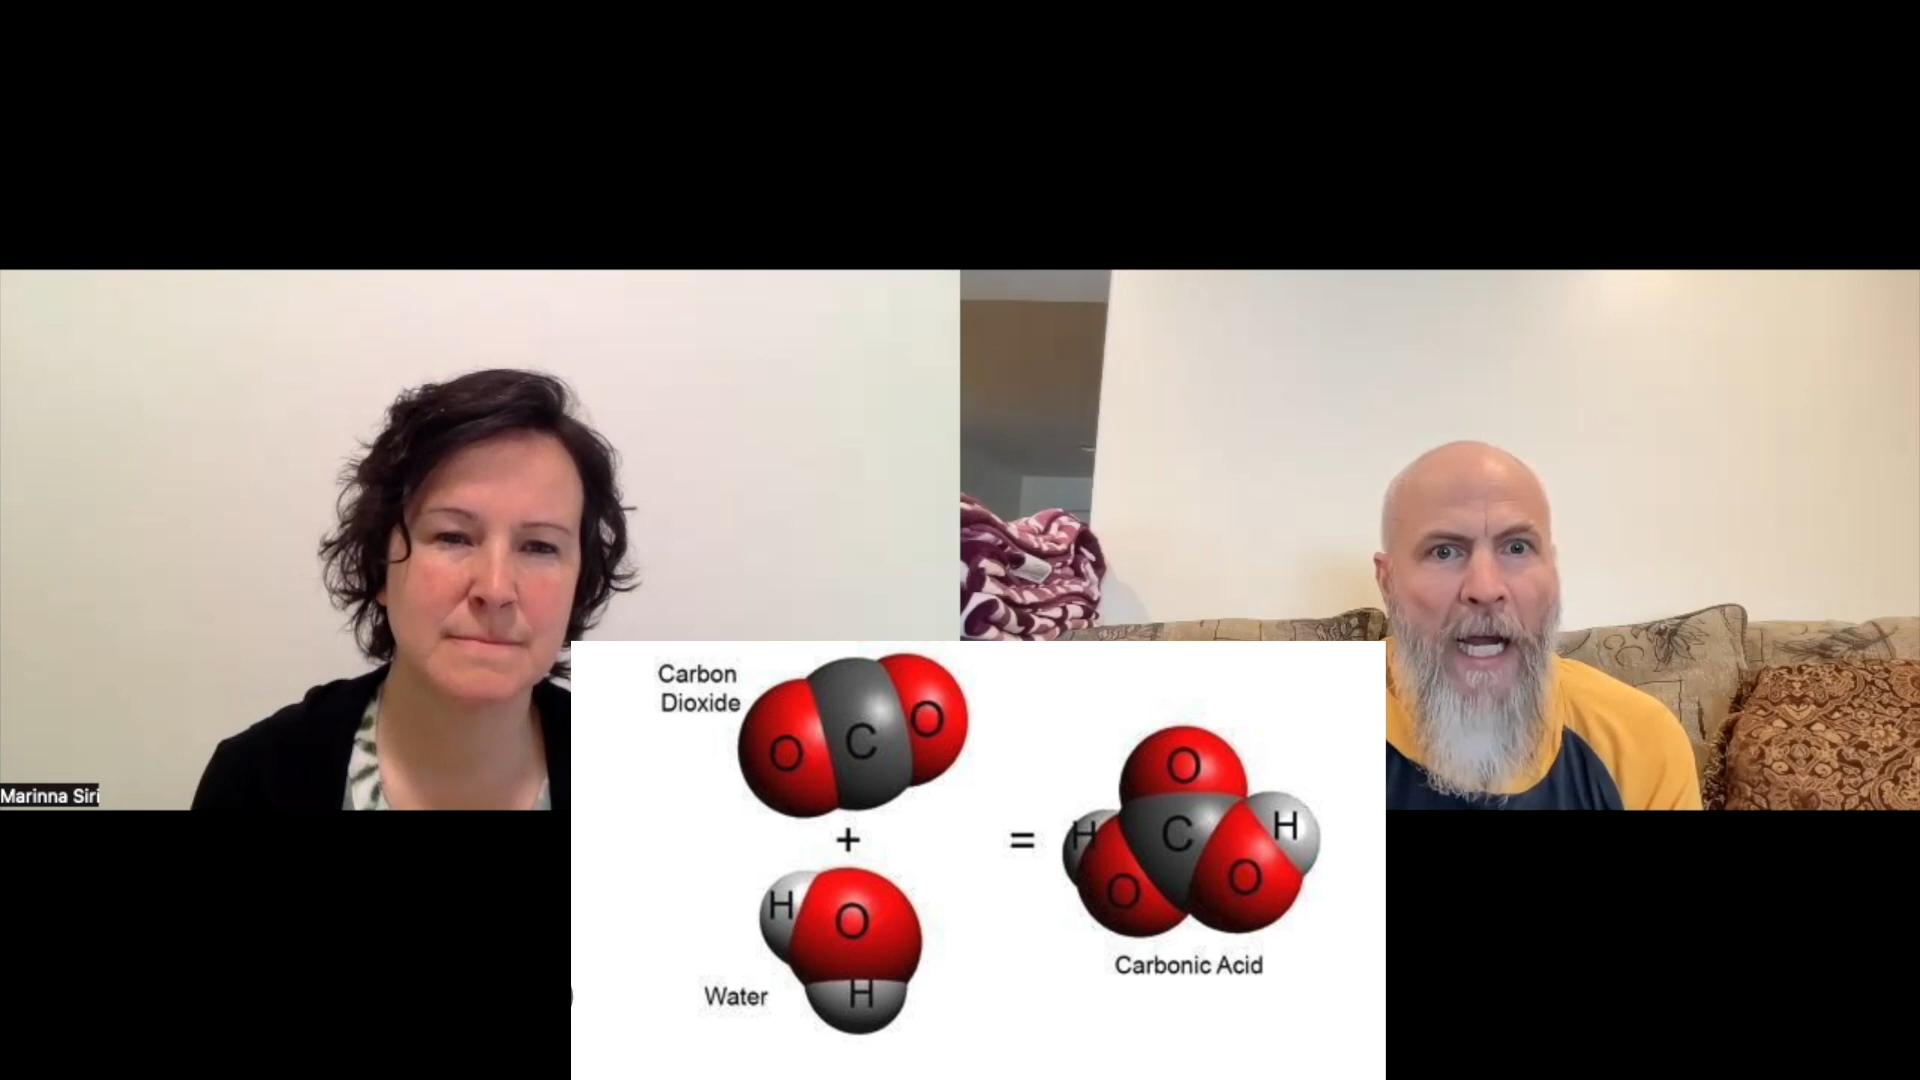 Marinna Siri
Carbon
Dioxide
O
C
O
+
H
O
H
Water
=
O
H
C
H
O
O
Carbonic Acid